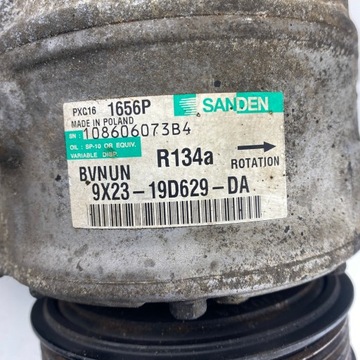 PXG16 1656P SANDEN
MADE IN POLAND
SN: 108606073B4
OIL : SP-10 OR EQUIV.
VARIABLE DISP.
R134a ROTATION
BVNUN
9X23-19D629-DA